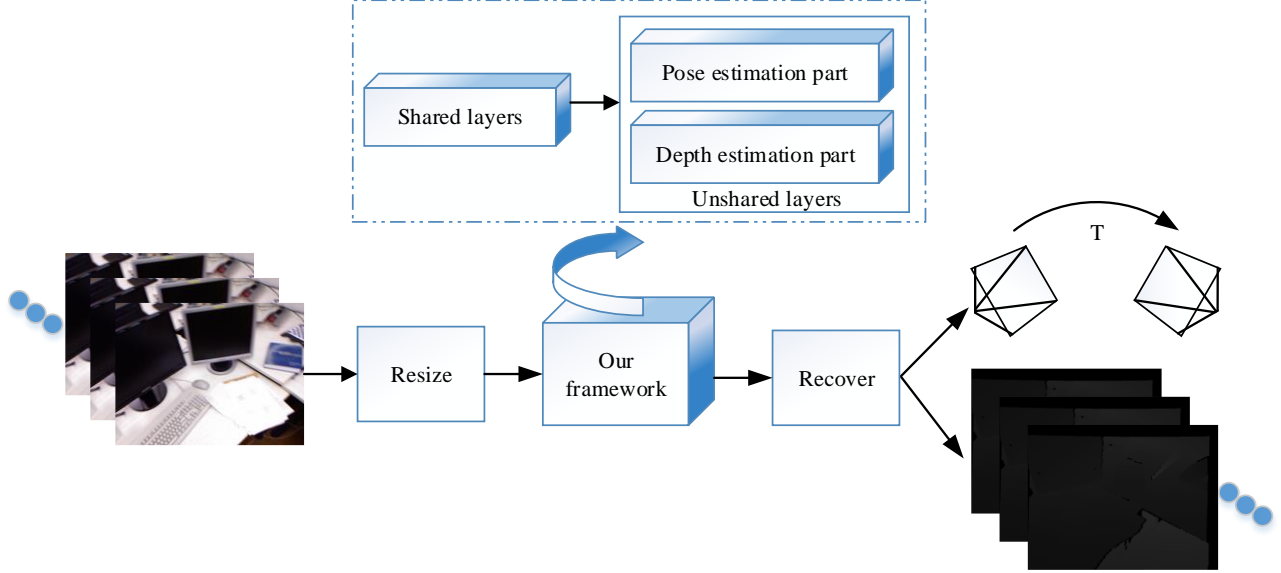 Pose estimation part
Shared layers
Depth estimation part
Unshared layers
T
Resize
Our
framework
Recover